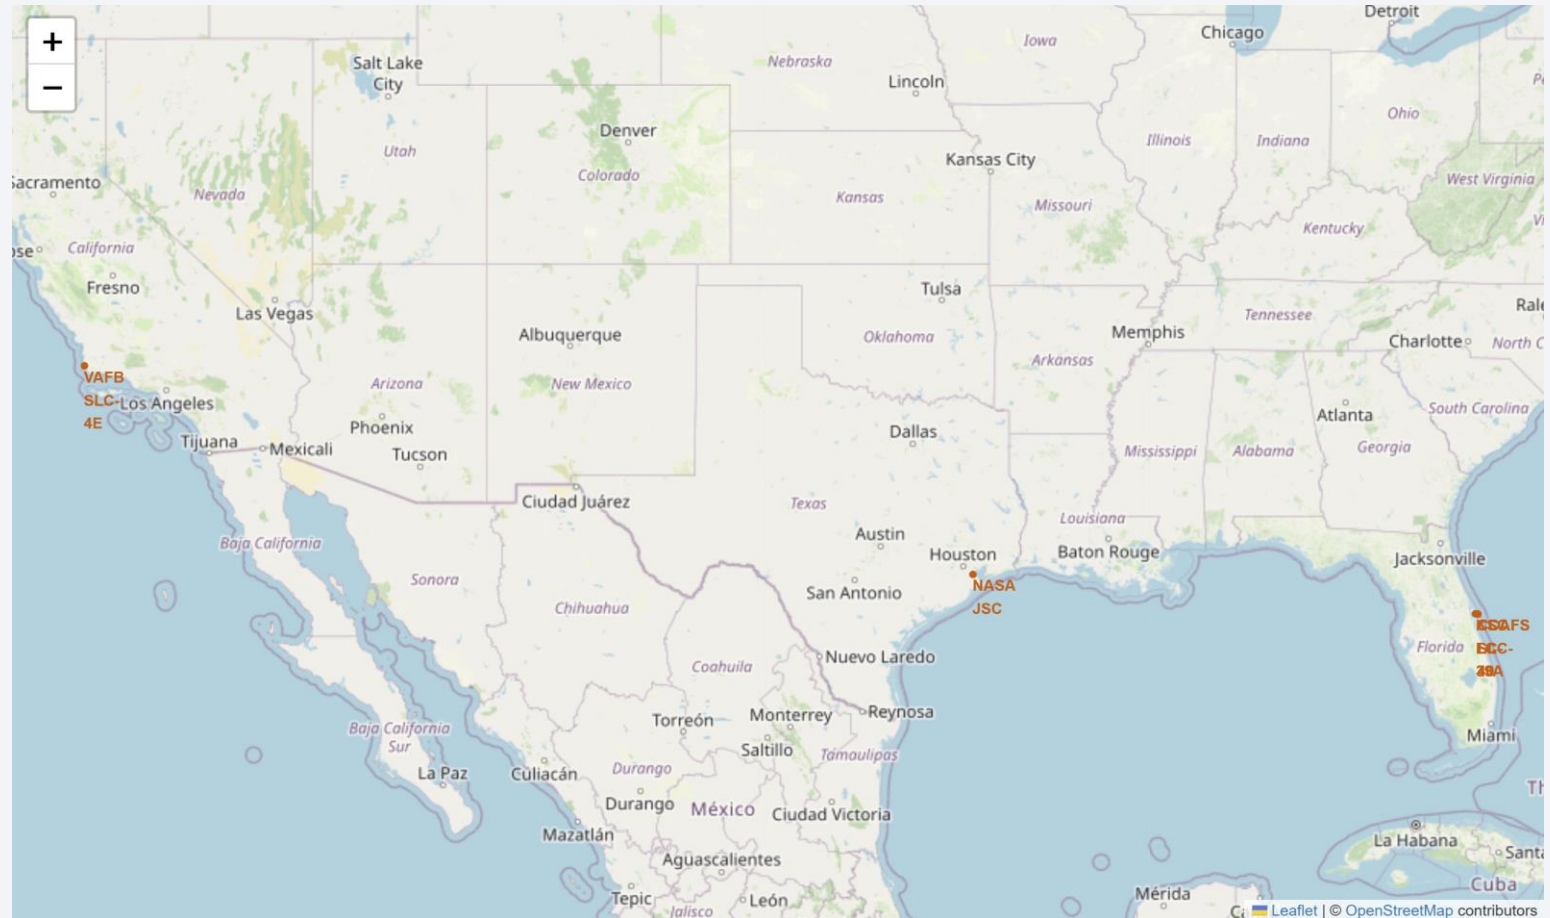 +
−
Detroit
Chicago
Iowa
Salt Lake
City
Nebraska
Lincoln
Ohio
Denver
Utah
Illinois
Indiana
Kansas City
Colorado
West Virginia
Sacramento
Nevada
Kansas
Missouri
Kentucky
California
Fresno
Tulsa
Las Vegas
Tennessee
Albuquerque
Oklahoma
Memphis
Charlotte
North C
Arkansas
VAFB
SLC-
4E
Arizona
New Mexico
Los Angeles
South Carolina
Atlanta
Phoenix
Dallas
Tijuana
Mexicali
Tucson
Mississippi
Alabama
Georgia
Ciudad Juárez
Texas
Louisiana
Austin
Baja California
Houston
Baton Rouge
Jacksonville
Sonora
NASA
JSC
San Antonio
Chihuahua
Florida
Nuevo Laredo
Coahuila
Torreón
Monterrey
Reynosa
Baja California
Sur
Miami
Saltillo
Tamaulipas
La Paz
Culiacán
Durango
Durango
México
Ciudad Victoria
Mazatlán
La Habana
Aguascalientes
Santa
Cuba
Tepic
León
Mérida
Jalisco
Leaflet | © OpenStreetMap contributors